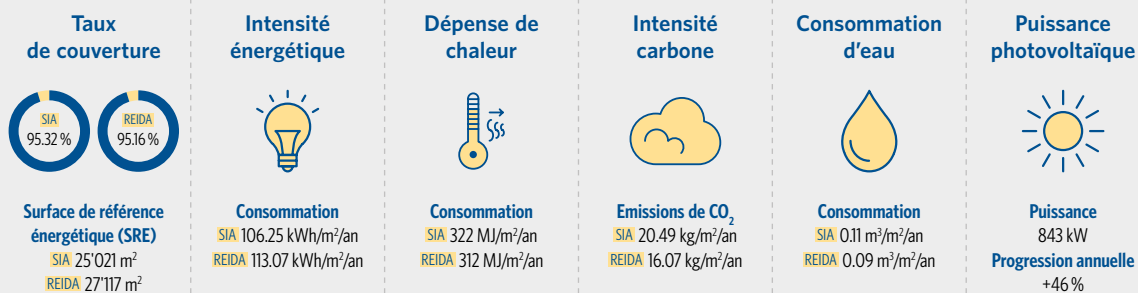 Taux
de couverture
SIA
95.32 %
REIDA
95.16 %
Surface de référence
énergétique (SRE)
SIA 25'021 m²
REIDA 27'117 m²
Intensité
énergétique
Consommation
SIA 106.25 kWh/m²/an
REIDA 113.07 kWh/m²/an
Dépense de
chaleur
Consommation
SIA 322 MJ/m²/an
REIDA 312 MJ/m²/an
Intensité
carbone
Emissions de CO₂
SIA 20.49 kg/m²/an
REIDA 16.07 kg/m²/an
Consommation
d'eau
Consommation
SIA 0.11 m³/m²/an
REIDA 0.09 m³/m²/an
Puissance
photovoltaïque
Puissance
843 kW
Progression annuelle
+46 %